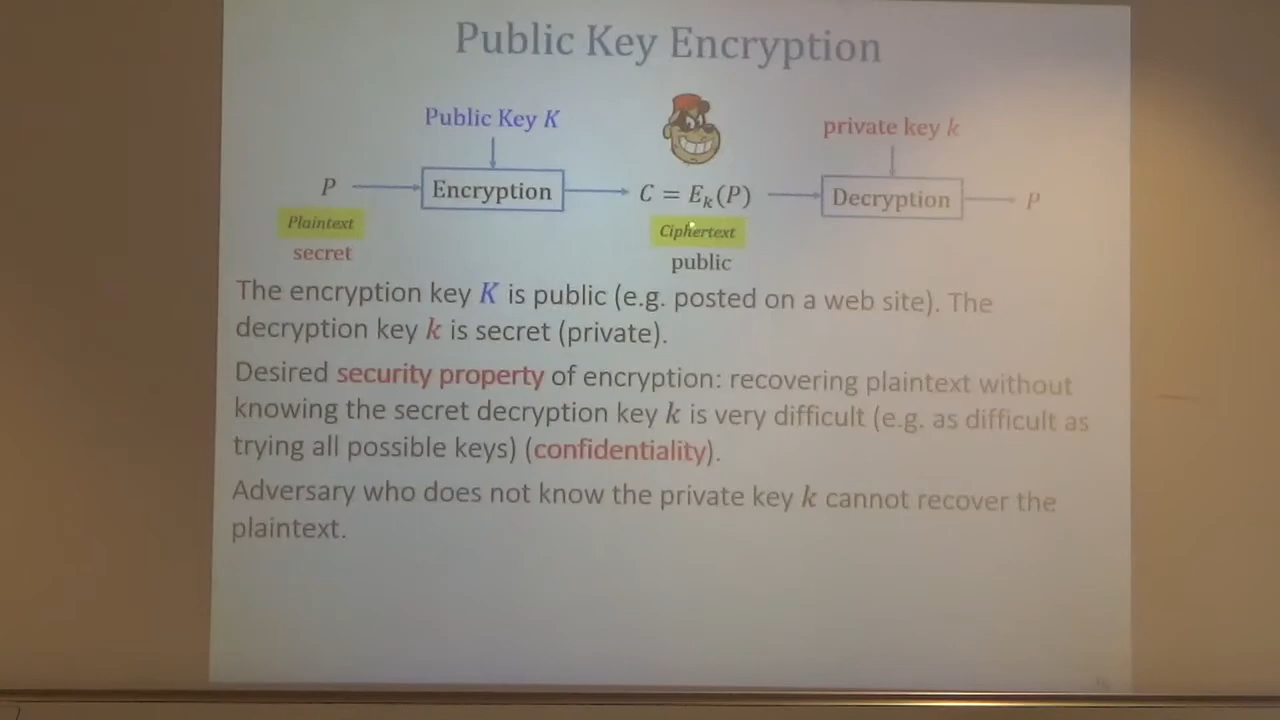 Public Key Encryption
Public Key K
private key k
P
Encryption
C = Eₖ(P)
Decryption
P
Plaintext
Ciphertext
secret
public
The encryption key K is public (e.g. posted on a web site). The
decryption key k is secret (private).
Desired security property of encryption: recovering plaintext without
knowing the secret decryption key k is very difficult (e.g. as difficult as
trying all possible keys) (confidentiality).
Adversary who does not know the private key k cannot recover the
plaintext.